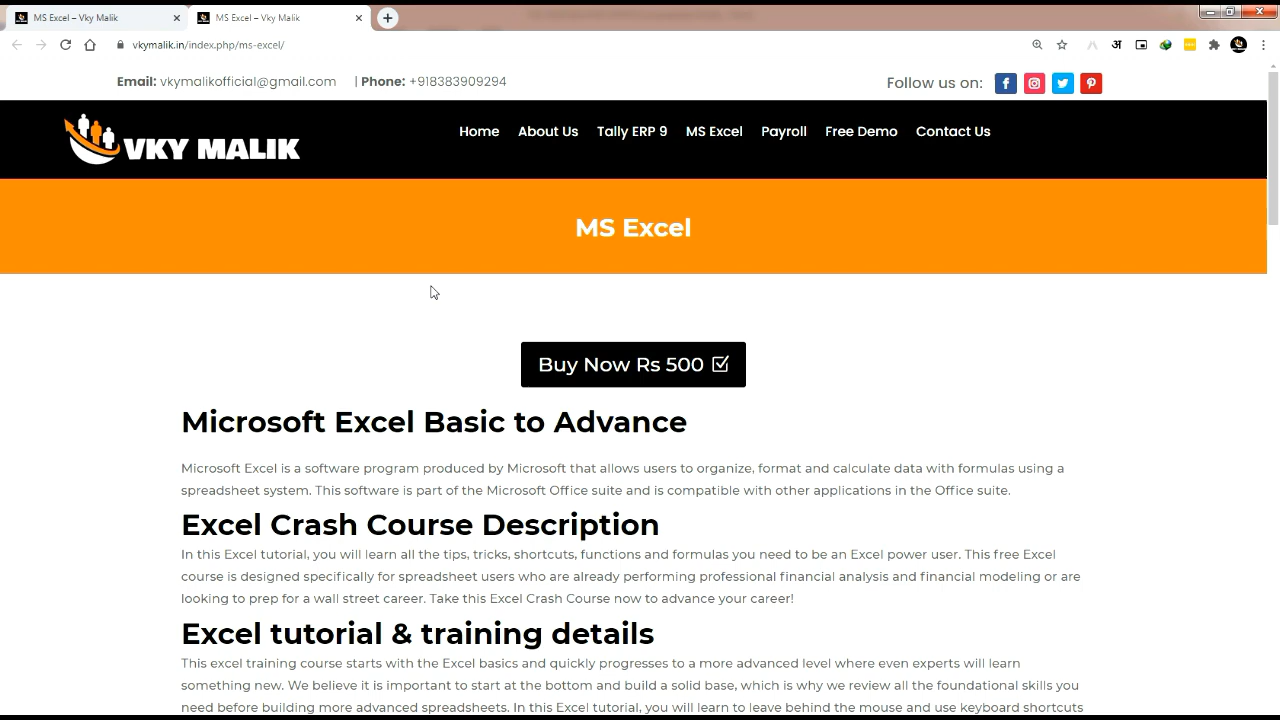 MS Excel – Vky Malik
MS Excel – Vky Malik
vkymalik.in/index.php/ms-excel/
अ
Email: vkymalikofficial@gmail.com | Phone: +918383909294
Follow us on:
VKY MALIK
Home About Us Tally ERP 9 MS Excel Payroll Free Demo Contact Us
MS Excel
Buy Now Rs 500
Microsoft Excel Basic to Advance
Microsoft Excel is a software program produced by Microsoft that allows users to organize, format and calculate data with formulas using a
spreadsheet system. This software is part of the Microsoft Office suite and is compatible with other applications in the Office suite.
Excel Crash Course Description
In this Excel tutorial, you will learn all the tips, tricks, shortcuts, functions and formulas you need to be an Excel power user. This free Excel
course is designed specifically for spreadsheet users who are already performing professional financial analysis and financial modeling or are
looking to prep for a wall street career. Take this Excel Crash Course now to advance your career!
Excel tutorial & training details
This excel training course starts with the Excel basics and quickly progresses to a more advanced level where even experts will learn
something new. We believe it is important to start at the bottom and build a solid base, which is why we review all the foundational skills you
need before building more advanced spreadsheets. In this Excel tutorial, you will learn to leave behind the mouse and use keyboard shortcuts